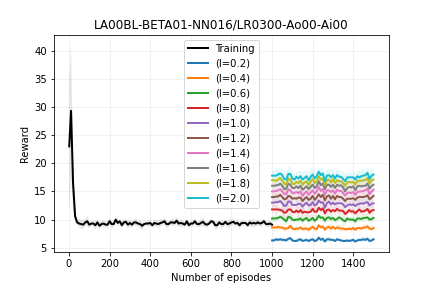 LA00BL-BETA01-NN016/LR0300-Ao00-Ai00
Reward
40
35
30
25
20
15
10
5
Training
(l=0.2)
(l=0.4)
(l=0.6)
(l=0.8)
(l=1.0)
(l=1.2)
(l=1.4)
(l=1.6)
(l=1.8)
(l=2.0)
0 200 400 600 800 1000 1200 1400
Number of episodes